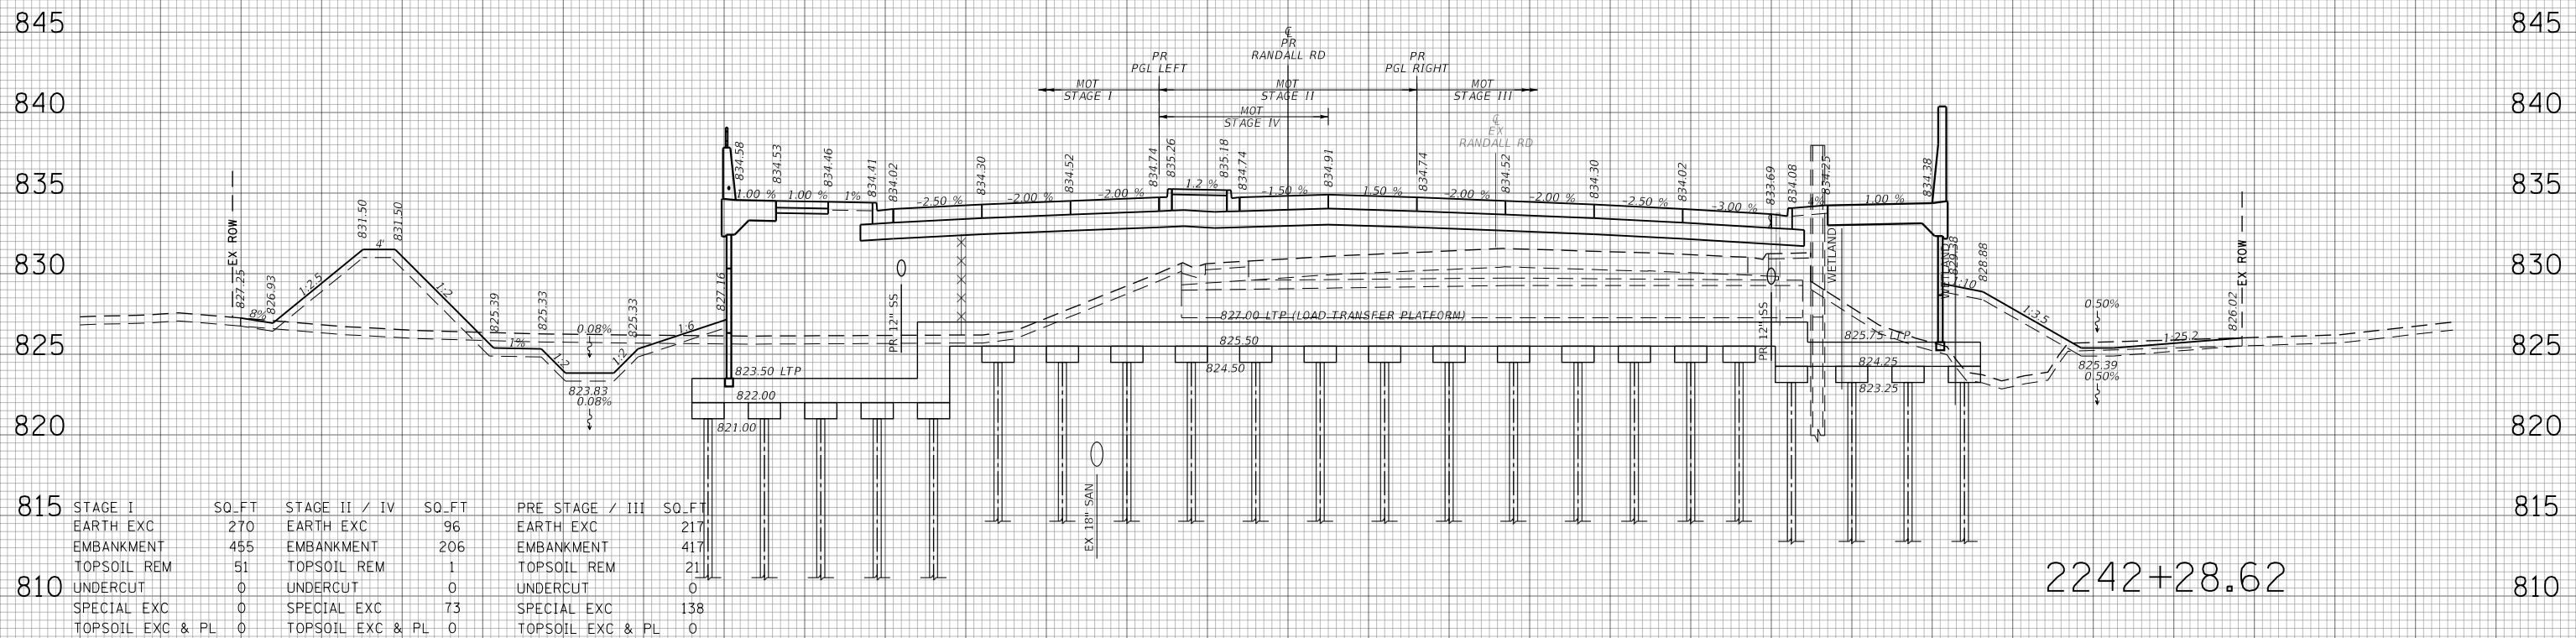 845 845
℄
PR
RANDALL RD
PR
PGL LEFT
PR
PGL RIGHT
MOT
STAGE I
MOT
STAGE II
MOT
STAGE III
MOT
STAGE IV
℄
EX
RANDALL RD
840 840
835 835
834.58
834.53
834.46
834.41
834.02
834.30
834.52
834.74
835.26
835.18
834.74
834.91
834.74
834.52
834.30
834.02
833.69
834.08
834.25
834.38
1.00 %
1.00 %
1%
-2.50 %
-2.00 %
-2.00 %
1.2 %
-1.50 %
1.50 %
-2.00 %
-2.00 %
-2.50 %
-3.00 %
1.00 %
830 830
EX ROW
827.25
826.93
8%
1:2.5
831.50
4'
831.50
1:2
825.39
1%
825.33
1:2
0.08%
823.83
0.08%
1:2
825.33
1:6
827.16
PR 12" SS
PR 12" SS
WETLAND
829.38
828.88
1:10
1:3.5
0.50%
825.39
0.50%
1:25.2
826.02
EX ROW
825 825
827.00 LTP (LOAD TRANSFER PLATFORM)
825.50
824.50
823.50 LTP
822.00
821.00
825.75 LTP
824.25
823.25
820 820
EX 18" SAN
815 815
STAGE I SQ_FT STAGE II / IV SQ_FT PRE STAGE / III SQ_FT
EARTH EXC 270 EARTH EXC 96 EARTH EXC 217
EMBANKMENT 455 EMBANKMENT 206 EMBANKMENT 417
TOPSOIL REM 51 TOPSOIL REM 1 TOPSOIL REM 21
810 UNDERCUT 0 UNDERCUT 0 UNDERCUT 0 810
SPECIAL EXC 0 SPECIAL EXC 73 SPECIAL EXC 138
TOPSOIL EXC & PL 0 TOPSOIL EXC & PL 0 TOPSOIL EXC & PL 0
2242+28.62